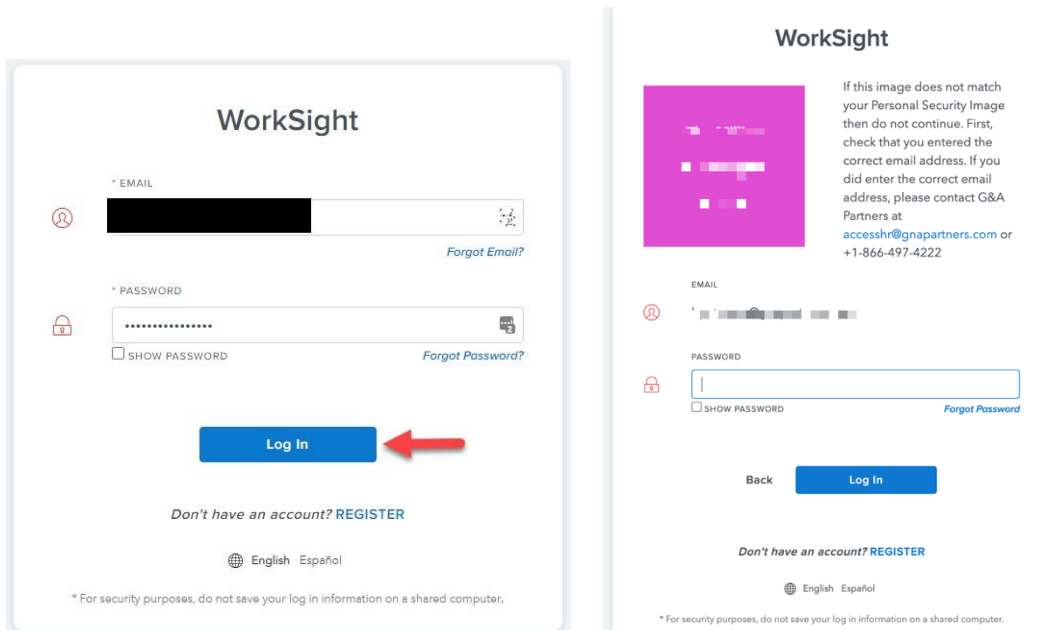 WorkSight
* EMAIL
Forgot Email?
* PASSWORD
••••••••••••••••
2
SHOW PASSWORD
Forgot Password?
Log In
Don't have an account? REGISTER
English Español
* For security purposes, do not save your log in information on a shared computer.
WorkSight
If this image does not match
your Personal Security Image
then do not continue. First,
check that you entered the
correct email address. If you
did enter the correct email
address, please contact G&A
Partners at
accesshr@gnapartners.com or
+1-866-497-4222
EMAIL
PASSWORD
SHOW PASSWORD
Forgot Password
Back
Log In
Don't have an account? REGISTER
English Español
* For security purposes, do not save your log in information on a shared computer.